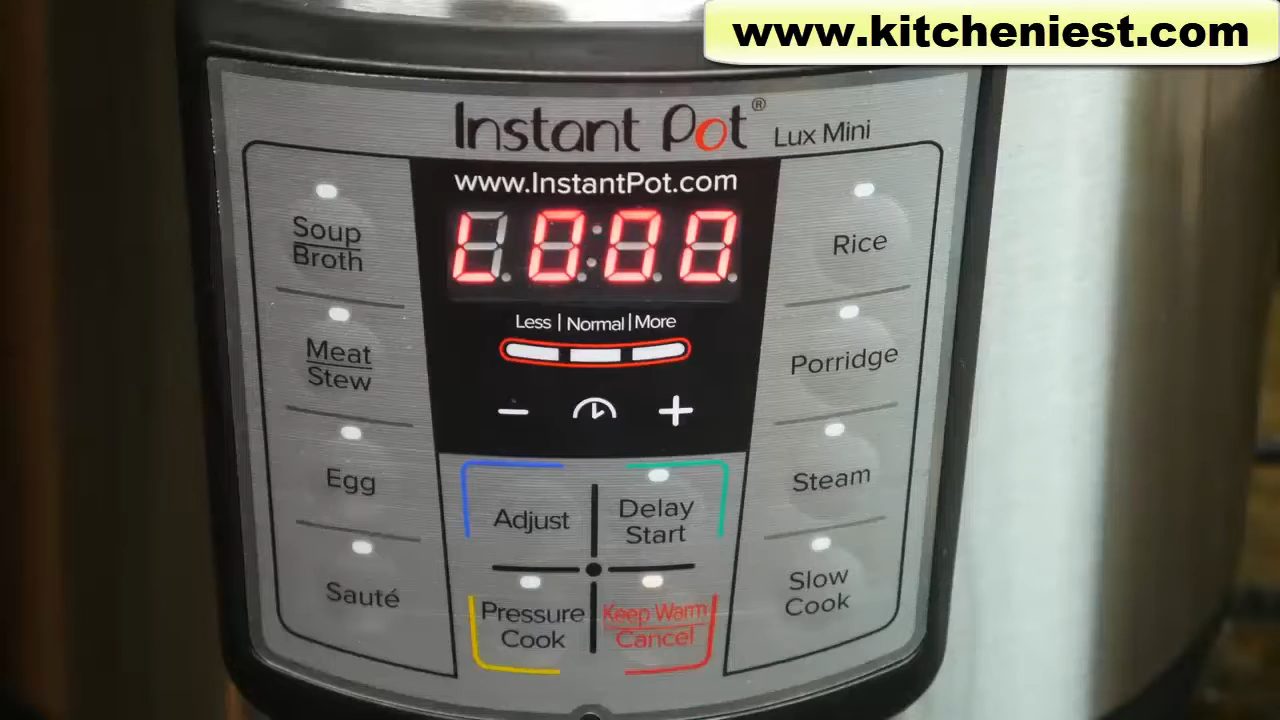 www.kitcheniest.com
Instant Pot® Lux Mini
www.InstantPot.com
L 0:00
Less | Normal | More
− +
Soup
Broth
Meat
Stew
Egg
Sauté
Rice
Porridge
Steam
Slow
Cook
Adjust
Delay
Start
Pressure
Cook
Keep Warm
Cancel